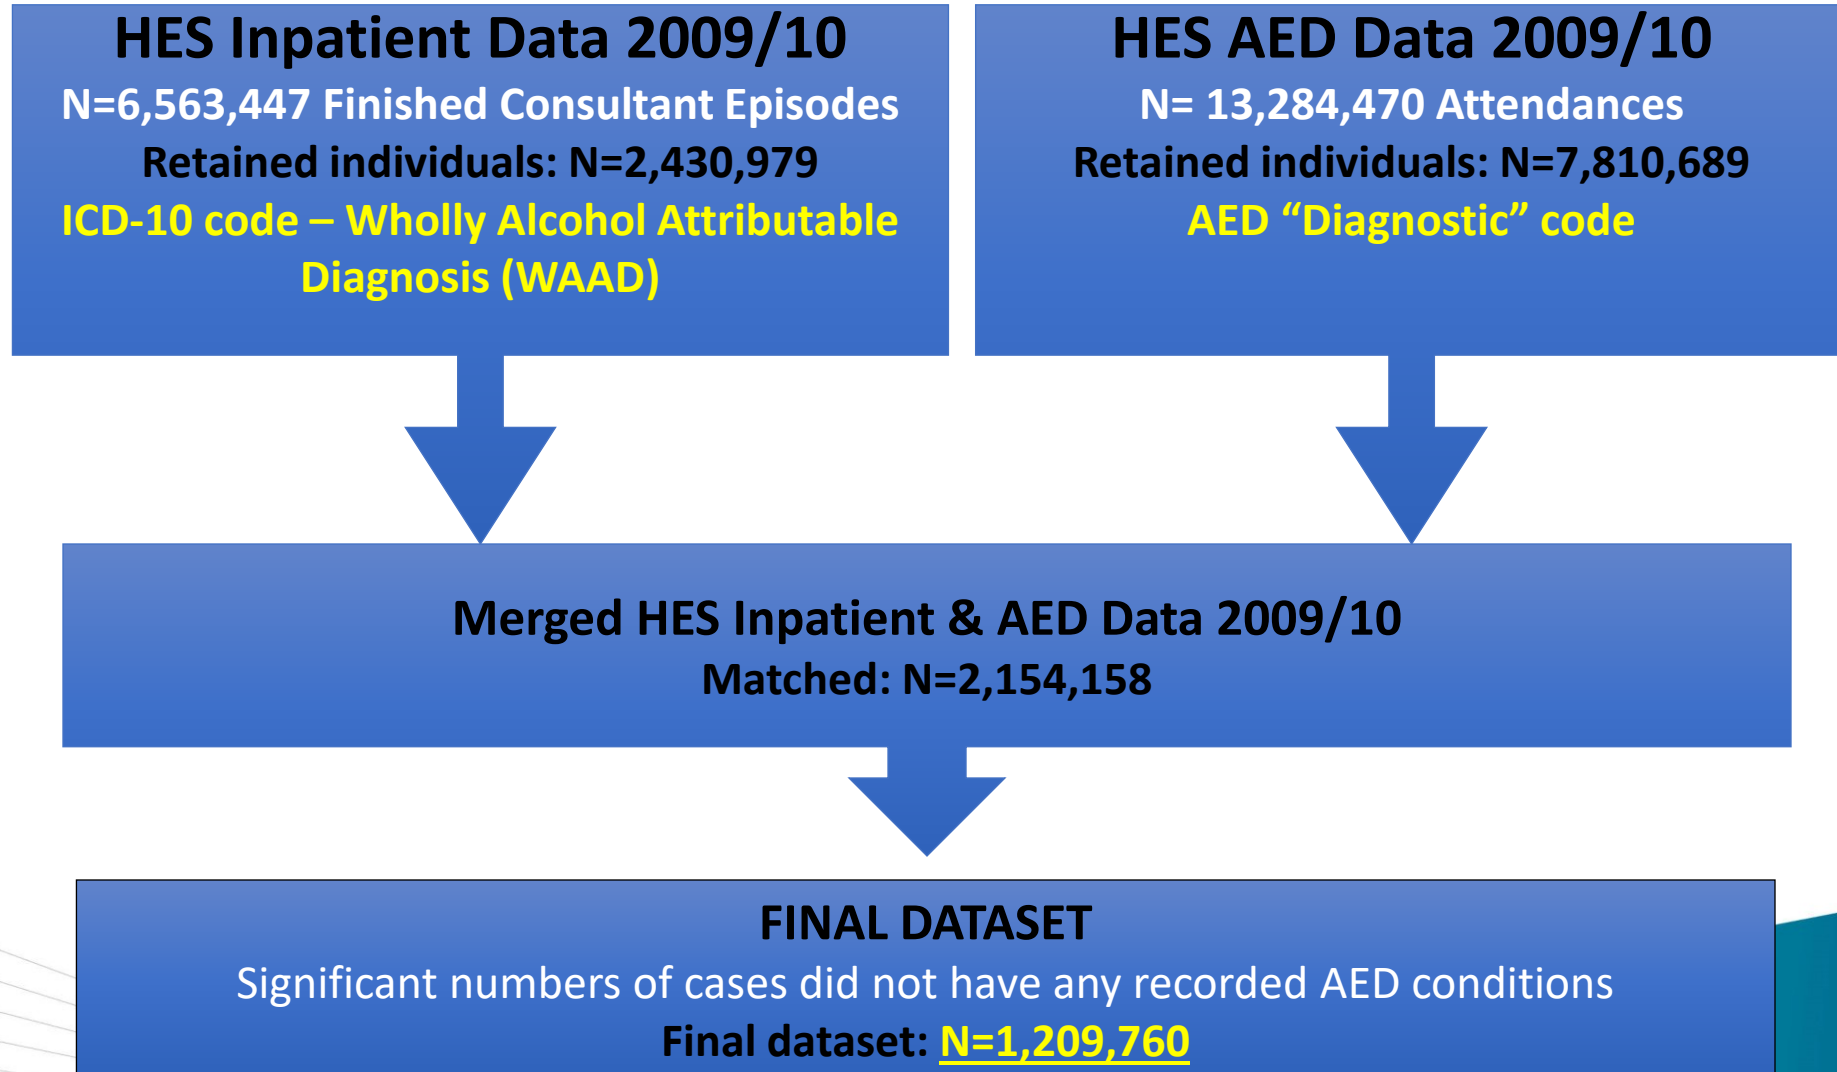 HES Inpatient Data 2009/10
N=6,563,447 Finished Consultant Episodes
Retained individuals: N=2,430,979
ICD-10 code – Wholly Alcohol Attributable
Diagnosis (WAAD)
HES AED Data 2009/10
N= 13,284,470 Attendances
Retained individuals: N=7,810,689
AED “Diagnostic” code
Merged HES Inpatient & AED Data 2009/10
Matched: N=2,154,158
FINAL DATASET
Significant numbers of cases did not have any recorded AED conditions
Final dataset: N=1,209,760